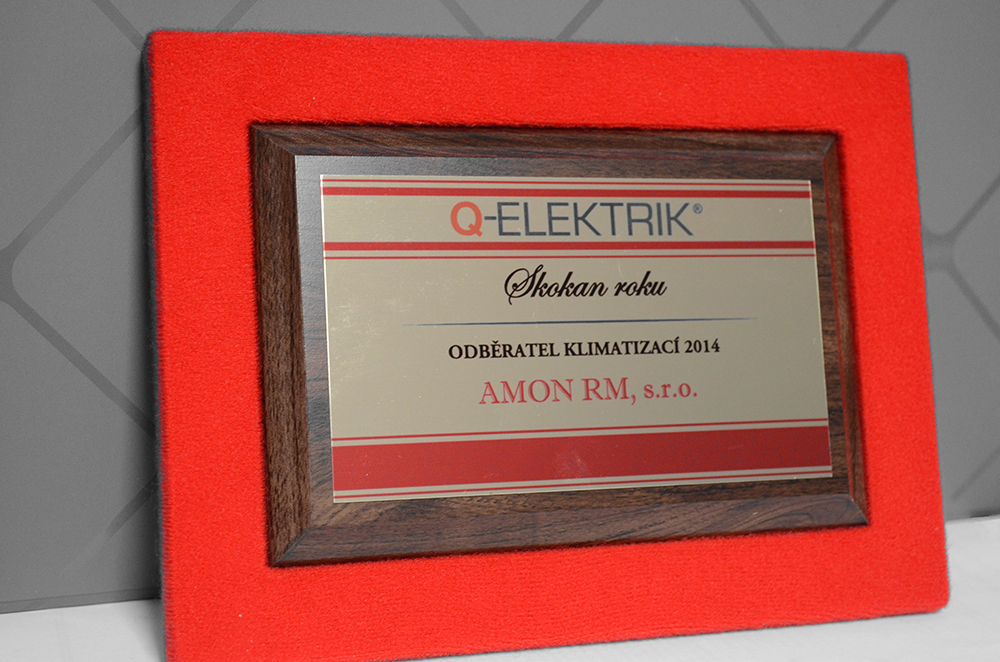 Q-ELEKTRIK®
Skokan roku
ODBĚRATEL KLIMATIZACÍ 2014
AMON RM, s.r.o.